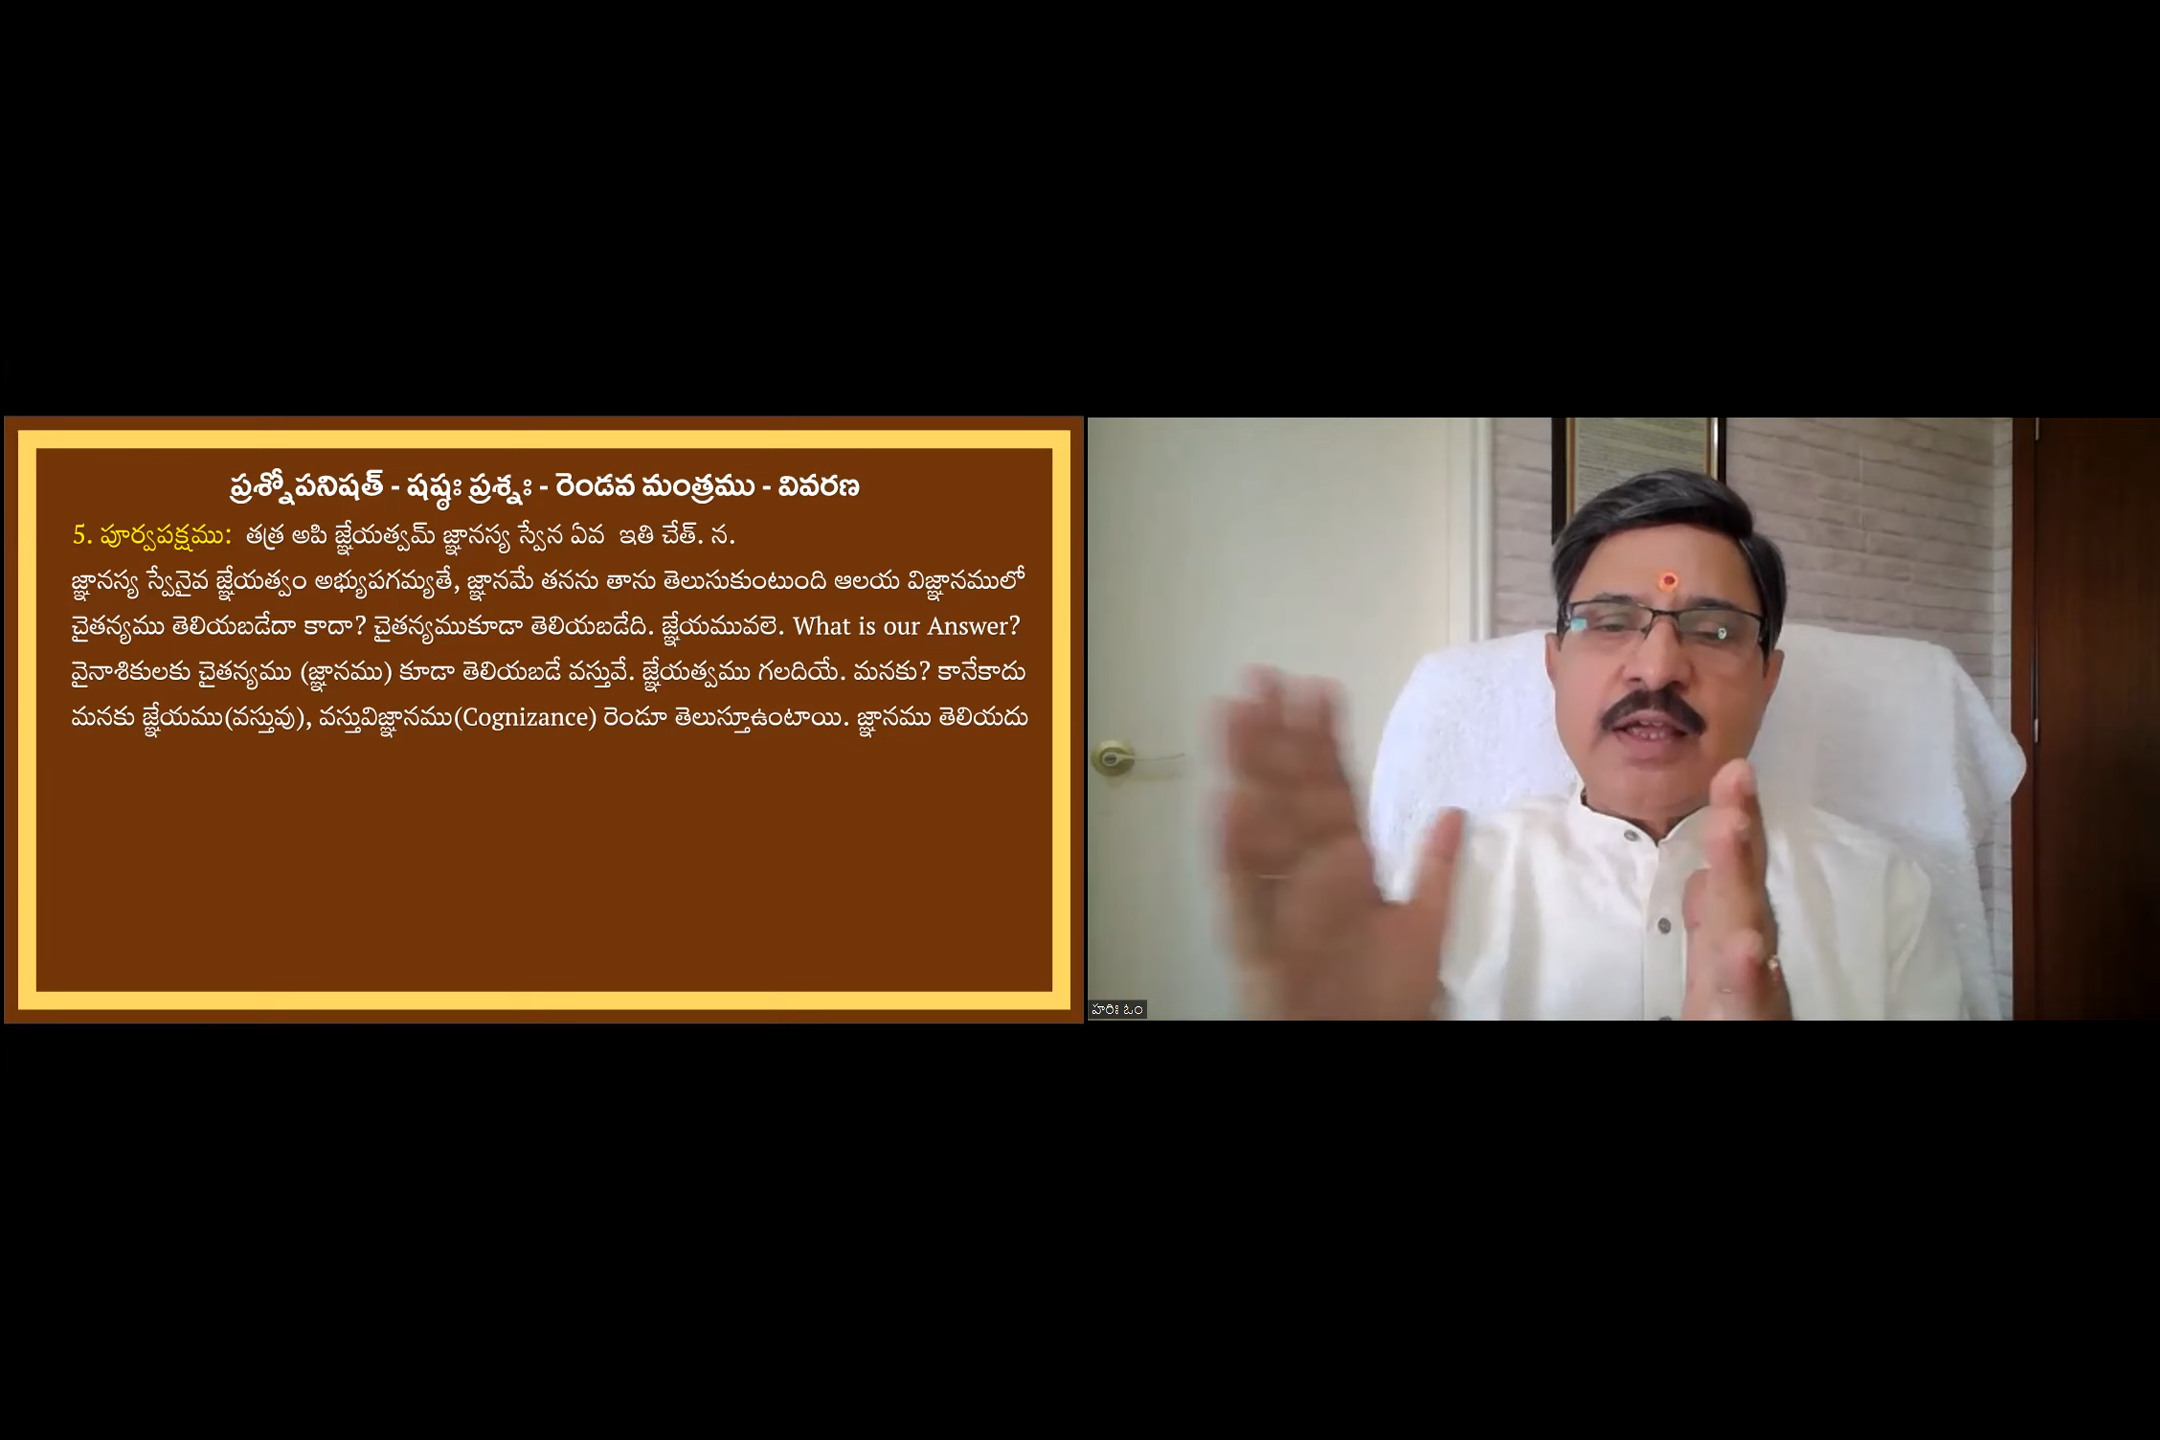 ప్రశ్నోపనిషత్ - షష్ఠః ప్రశ్నః - రెండవ మంత్రము - వివరణ
5. పూర్వపక్షము: తత్ర అపి జ్ఞేయత్వమ్ జ్ఞానస్య స్వేన ఏవ ఇతి చేత్. న.
జ్ఞానస్య స్వేనైవ జ్ఞేయత్వం అభ్యుపగమ్యతే, జ్ఞానమే తనను తాను తెలుసుకుంటుంది ఆలయ విజ్ఞానములో
చైతన్యము తెలియబడేదా కాదా? చైతన్యముకూడా తెలియబడేది. జ్ఞేయమువలె. What is our Answer?
వైనాశికులకు చైతన్యము (జ్ఞానము) కూడా తెలియబడే వస్తువే. జ్ఞేయత్వము గలదియే. మనకు? కానేకాదు
మనకు జ్ఞేయము(వస్తువు), వస్తువిజ్ఞానము(Cognizance) రెండూ తెలుస్తూఉంటాయి. జ్ఞానము తెలియదు
హరిః ఓం